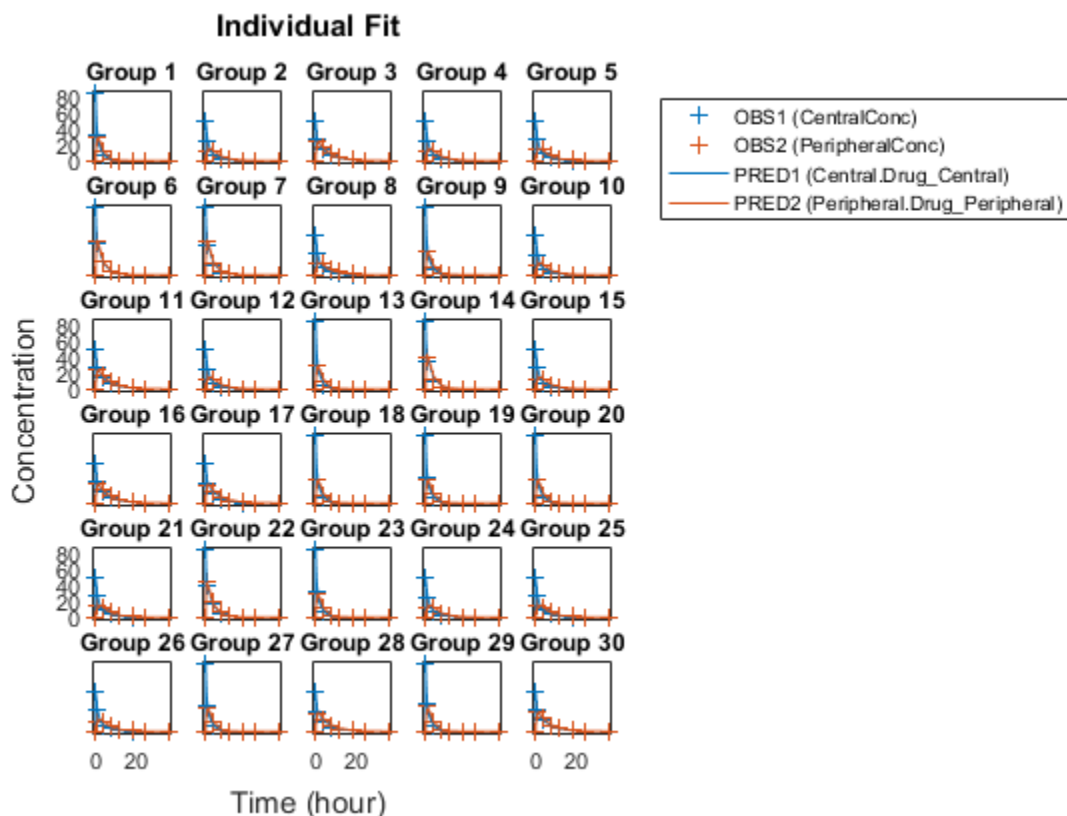 Individual Fit
Group 1 Group 2 Group 3 Group 4 Group 5
80
60
40
20
0
Group 6 Group 7 Group 8 Group 9 Group 10
Group 11 Group 12 Group 13 Group 14 Group 15
80
60
40
20
0
Group 16 Group 17 Group 18 Group 19 Group 20
Group 21 Group 22 Group 23 Group 24 Group 25
80
60
40
20
0
Group 26 Group 27 Group 28 Group 29 Group 30
0 20 0 20 0 20
Time (hour)
Concentration
OBS1 (CentralConc)
OBS2 (PeripheralConc)
PRED1 (Central.Drug_Central)
PRED2 (Peripheral.Drug_Peripheral)